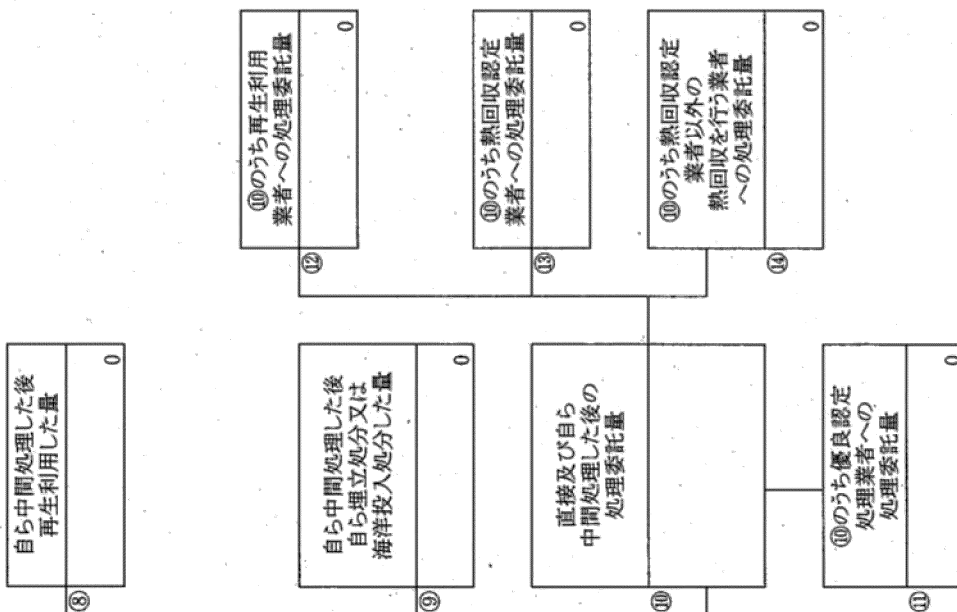 ⑧
自ら中間処理した後
再生利用した量
0
⑨
自ら中間処理した後
自ら埋立処分又は
海洋投入処分した量
0
⑩
直接及び自ら
中間処理した後の
処理委託量
⑪
⑩のうち優良認定
処理業者への
処理委託量
0
⑫
⑩のうち再生利用
業者への処理委託量
0
⑬
⑩のうち熱回収認定
業者への処理委託量
0
⑭
⑩のうち熱回収認定
業者以外の
熱回収を行う業者
への処理委託量
0